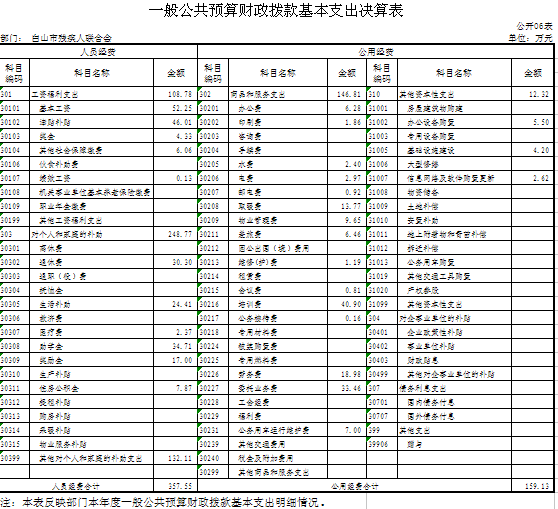 一般公共预算财政拨款基本支出决算表
公开06表
部门： 白山市残疾人联合会 单位：万元
人员经费 公用经费
科目编码 科目名称 金额 科目编码 科目名称 金额 科目编码 科目名称 金额
301 工资福利支出 108.78 302 商品和服务支出 146.81 310 其他资本性支出 12.32
30101 基本工资 52.25 30201 办公费 6.28 31001 房屋建筑物购建
30102 津贴补贴 46.01 30202 印刷费 1.86 31002 办公设备购置 5.50
30103 奖金 4.33 30203 咨询费 31003 专用设备购置
30104 其他社会保障缴费 6.06 30204 手续费 31005 基础设施建设 4.20
30106 伙食补助费 30205 水费 2.40 31006 大型修缮
30107 绩效工资 0.13 30206 电费 2.97 31007 信息网络及软件购置更新 2.62
30108 机关事业单位基本养老保险缴费 30207 邮电费 0.92 31008 物资储备
30109 职业年金缴费 30208 取暖费 13.77 31009 土地补偿
30199 其他工资福利支出 30209 物业管理费 9.65 31010 安置补助
303 对个人和家庭的补助 248.77 30211 差旅费 6.46 31011 地上附着物和青苗补偿
30301 离休费 30212 因公出国（境）费用 31012 拆迁补偿
30302 退休费 30.30 30213 维修(护)费 1.19 31013 公务用车购置
30303 退职（役）费 30214 租赁费 31019 其他交通工具购置
30304 抚恤金 30215 会议费 0.81 31020 产权参股
30305 生活补助 24.41 30216 培训费 40.90 31099 其他资本性支出
30306 救济费 30217 公务接待费 0.16 304 对企事业单位的补贴
30307 医疗费 2.37 30218 专用材料费 30401 企业政策性补贴
30308 助学金 34.71 30224 被装购置费 30402 事业单位补贴
30309 奖励金 17.00 30225 专用燃料费 30403 财政贴息
30310 生产补贴 30226 劳务费 18.98 30499 其他对企事业单位的补贴
30311 住房公积金 7.87 30227 委托业务费 33.46 307 债务利息支出
30312 提租补贴 30228 工会经费 30701 国内债务付息
30313 购房补贴 30229 福利费 30707 国外债务付息
30314 采暖补贴 30231 公务用车运行维护费 7.00 399 其他支出
30315 物业服务补贴 30239 其他交通费用 39906 赠与
30399 其他对个人和家庭的补助支出 132.11 30240 税金及附加费用
30299 其他商品和服务支出
人员经费合计 357.55 公用经费合计 159.13
注：本表反映部门本年度一般公共预算财政拨款基本支出明细情况。